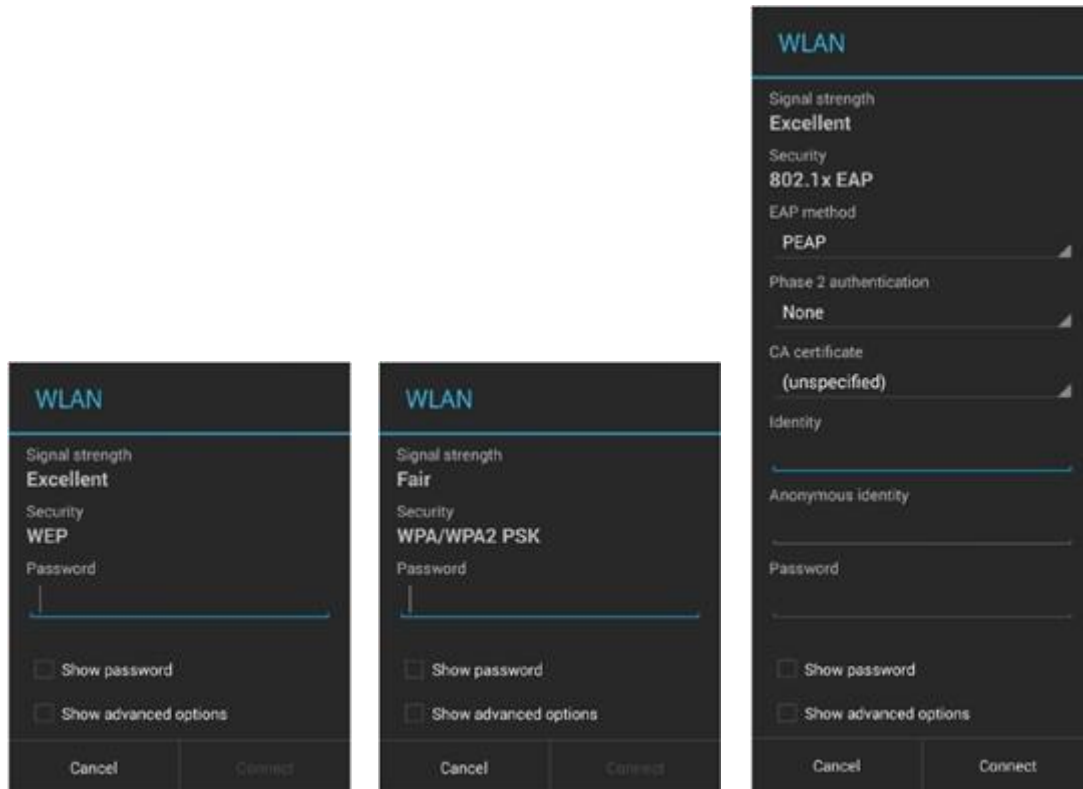 WLAN
Signal strength
Excellent
Security
WEP
Password
Show password
Show advanced options
Cancel
Connect
WLAN
Signal strength
Fair
Security
WPA/WPA2 PSK
Password
Show password
Show advanced options
Cancel
Connect
WLAN
Signal strength
Excellent
Security
802.1x EAP
EAP method
PEAP
Phase 2 authentication
None
CA certificate
(unspecified)
Identity
Anonymous identity
Password
Show password
Show advanced options
Cancel
Connect